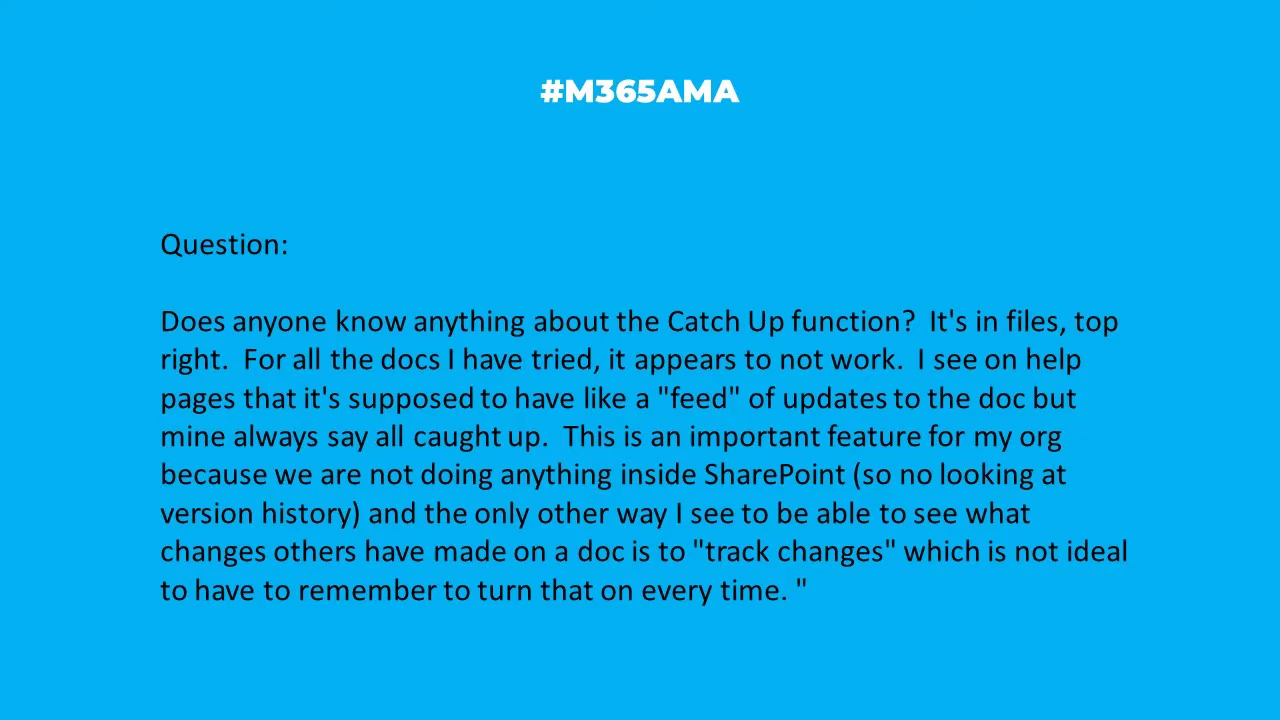 #M365AMA
Question:
Does anyone know anything about the Catch Up function?  It's in files, top
right.  For all the docs I have tried, it appears to not work.  I see on help
pages that it's supposed to have like a "feed" of updates to the doc but
mine always say all caught up.  This is an important feature for my org
because we are not doing anything inside SharePoint (so no looking at
version history) and the only other way I see to be able to see what
changes others have made on a doc is to "track changes" which is not ideal
to have to remember to turn that on every time. "